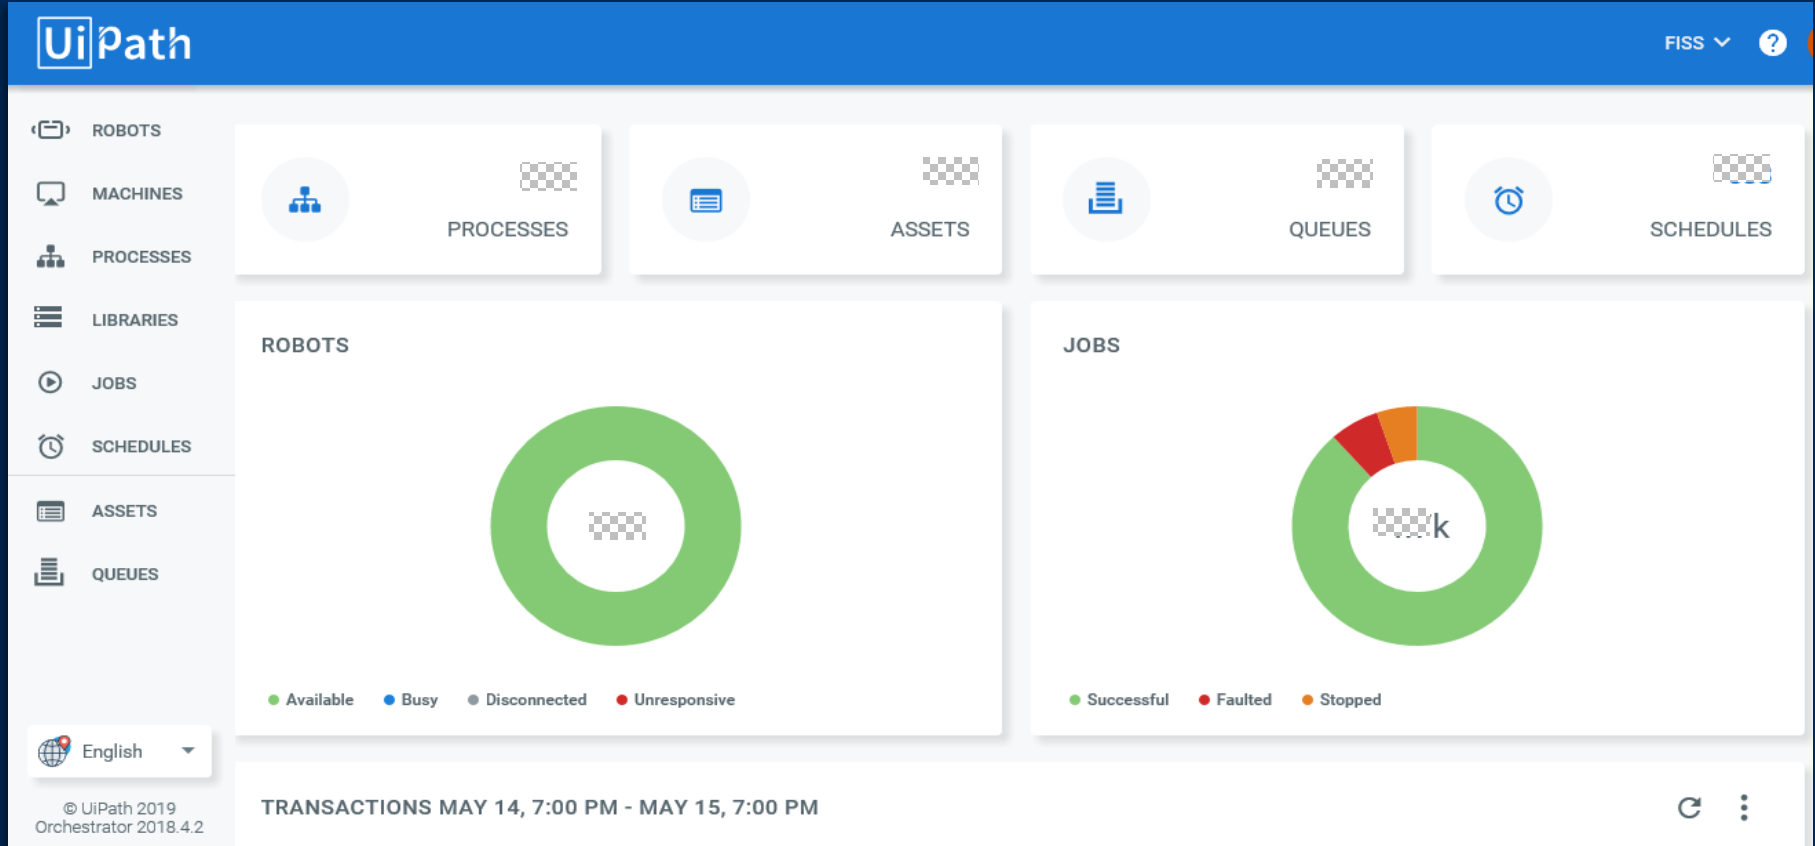 UiPath
FISS
?
ROBOTS
MACHINES
PROCESSES
LIBRARIES
JOBS
SCHEDULES
ASSETS
QUEUES
English
© UiPath 2019
Orchestrator 2018.4.2
PROCESSES
ASSETS
QUEUES
SCHEDULES
ROBOTS
Available Busy Disconnected Unresponsive
JOBS
k
Successful Faulted Stopped
TRANSACTIONS MAY 14, 7:00 PM - MAY 15, 7:00 PM